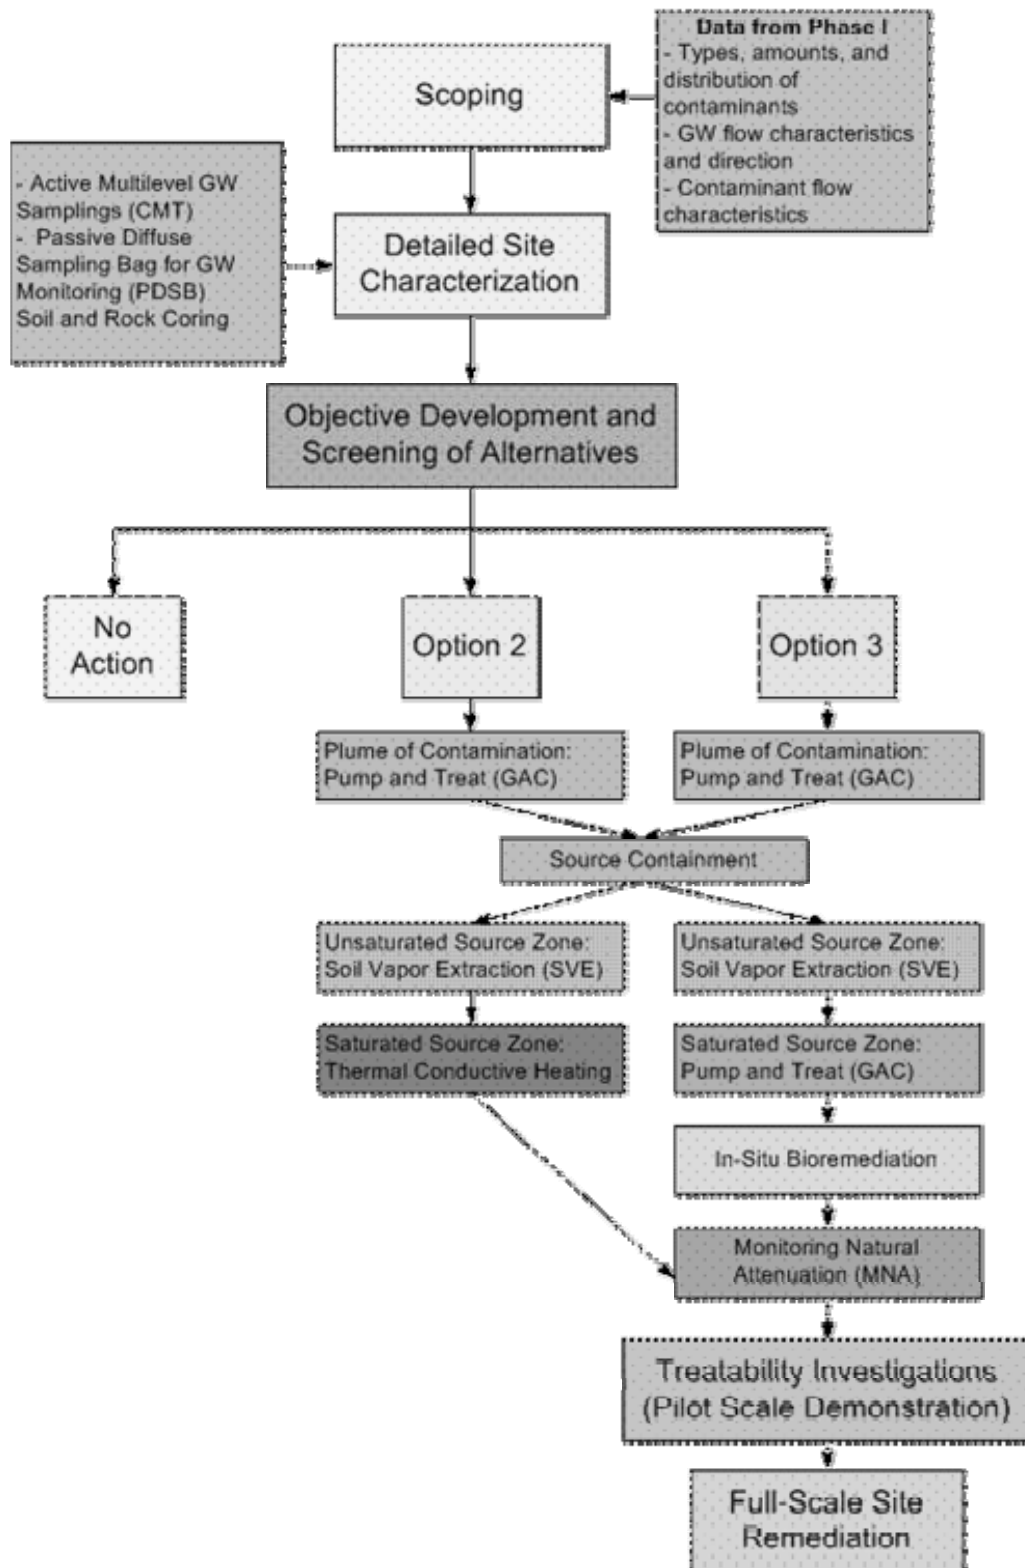 Data from Phase I
- Types, amounts, and
distribution of
contaminants
- GW flow characteristics
and direction
- Contaminant flow
characteristics
Scoping
- Active Multilevel GW
Samplings (CMT)
- Passive Diffuse
Sampling Bag for GW
Monitoring (PDSB)
Soil and Rock Coring
Detailed Site
Characterization
Objective Development and
Screening of Alternatives
No
Action
Option 2
Option 3
Plume of Contamination:
Pump and Treat (GAC)
Plume of Contamination:
Pump and Treat (GAC)
Source Containment
Unsaturated Source Zone:
Soil Vapor Extraction (SVE)
Unsaturated Source Zone:
Soil Vapor Extraction (SVE)
Saturated Source Zone:
Thermal Conductive Heating
Saturated Source Zone:
Pump and Treat (GAC)
In-Situ Bioremediation
Monitoring Natural
Attenuation (MNA)
Treatability Investigations
(Pilot Scale Demonstration)
Full-Scale Site
Remediation